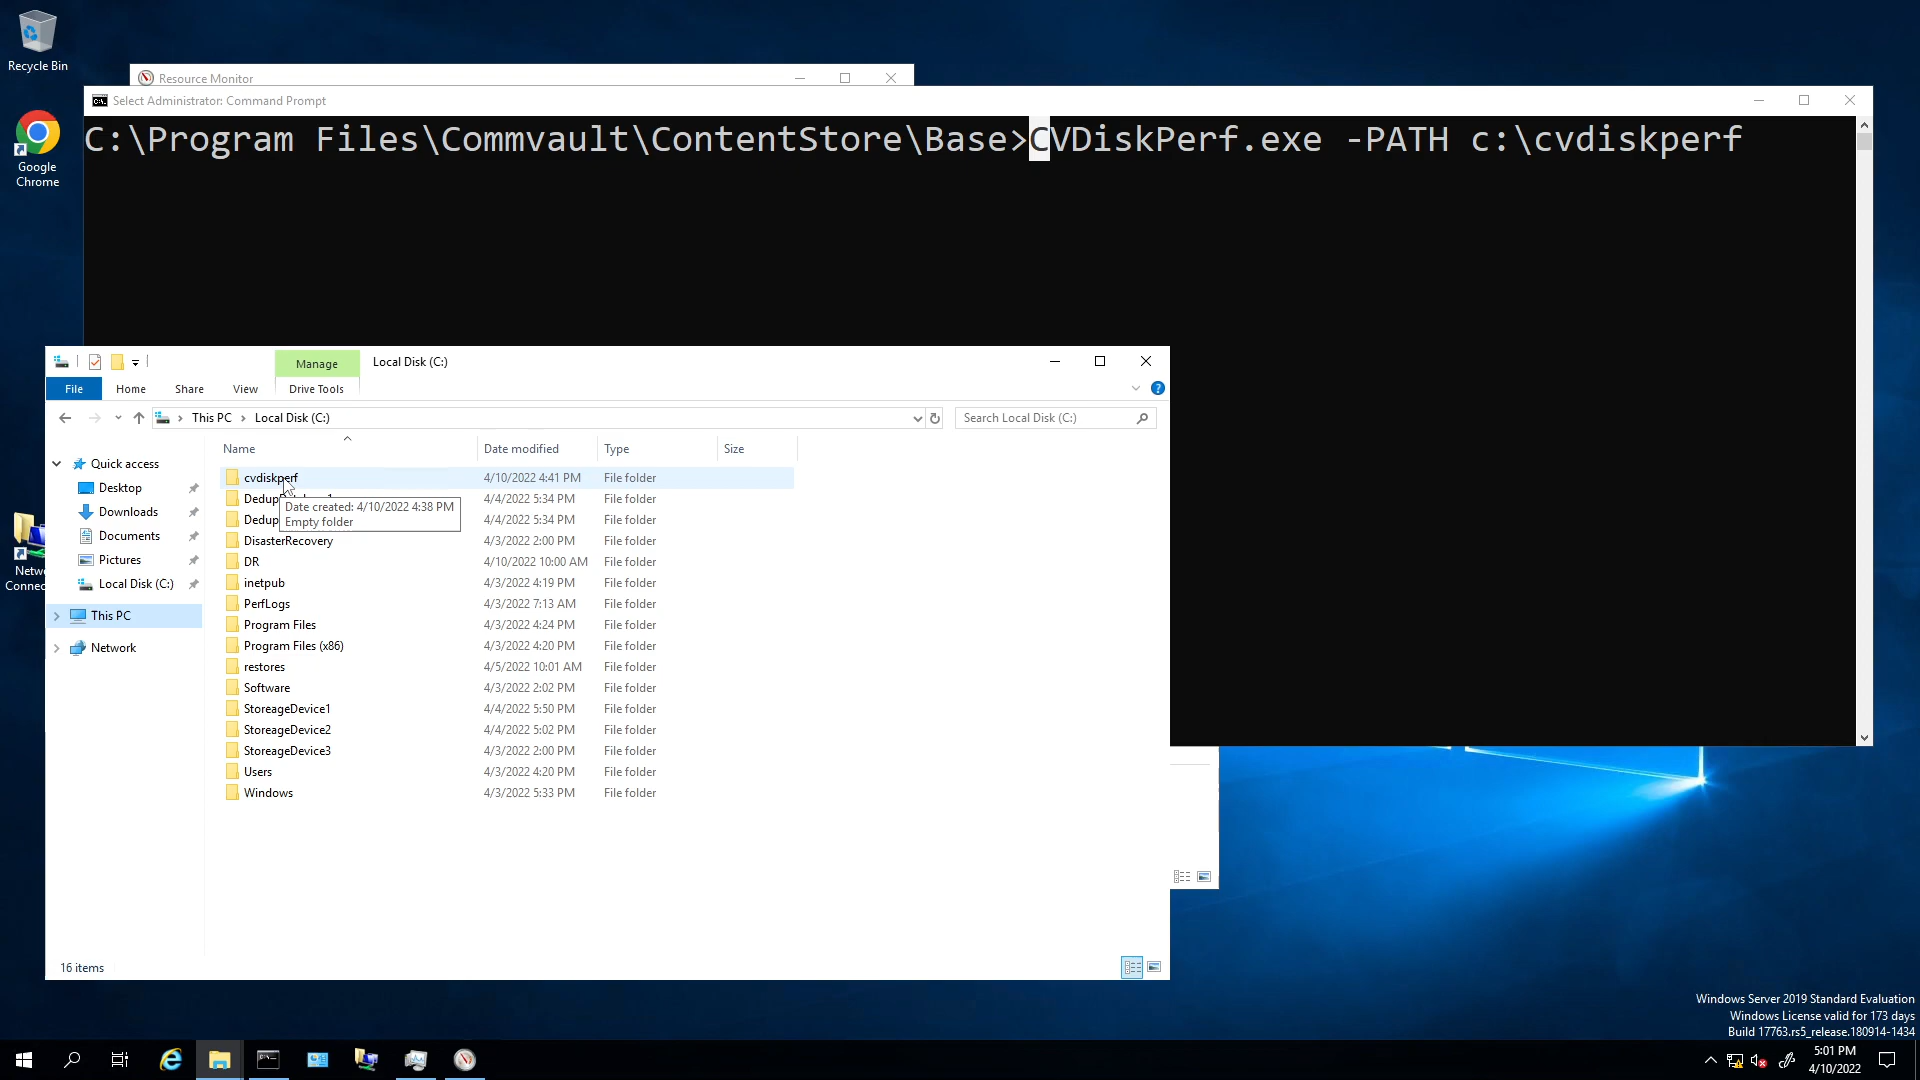 Recycle Bin
Google
Chrome
Resource Monitor
Select Administrator: Command Prompt
C:\Program Files\Commvault\ContentStore\Base>CVDiskPerf.exe -PATH c:\cvdiskperf
Manage
Local Disk (C:)
File
Home
Share
View
Drive Tools
This PC
Local Disk (C:)
Search Local Disk (C:)
Name
Date modified
Type
Size
Quick access
Desktop
Downloads
Documents
Pictures
Local Disk (C:)
This PC
Network
cvdiskperf 4/10/2022 4:41 PM File folder
Dedup 4/4/2022 5:34 PM File folder
Date created: 4/10/2022 4:38 PM
Empty folder
Dedup 4/4/2022 5:34 PM File folder
DisasterRecovery 4/3/2022 2:00 PM File folder
DR 4/10/2022 10:00 AM File folder
inetpub 4/3/2022 4:19 PM File folder
PerfLogs 4/3/2022 7:13 AM File folder
Program Files 4/3/2022 4:24 PM File folder
Program Files (x86) 4/3/2022 4:20 PM File folder
restores 4/5/2022 10:01 AM File folder
Software 4/3/2022 2:02 PM File folder
StoreageDevice1 4/4/2022 5:50 PM File folder
StoreageDevice2 4/4/2022 5:02 PM File folder
StoreageDevice3 4/3/2022 2:00 PM File folder
Users 4/3/2022 4:20 PM File folder
Windows 4/3/2022 5:33 PM File folder
16 items
Netw
Connec
Windows Server 2019 Standard Evaluation
Windows License valid for 173 days
Build 17763.rs5_release.180914-1434
5:01 PM
4/10/2022